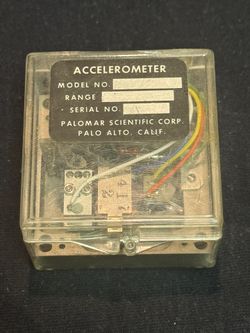 ACCELEROMETER
MODEL NO.
RANGE
SERIAL NO.
PALOMAR SCIENTIFIC CORP.
PALO ALTO, CALIF.